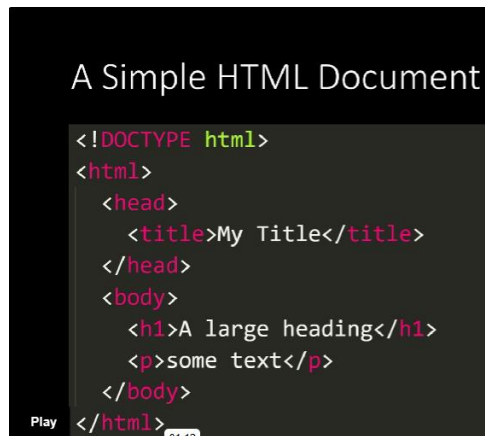 A Simple HTML Document
<!DOCTYPE html>
<html>
<head>
<title>My Title</title>
</head>
<body>
<h1>A large heading</h1>
<p>some text</p>
</body>
Play </html>